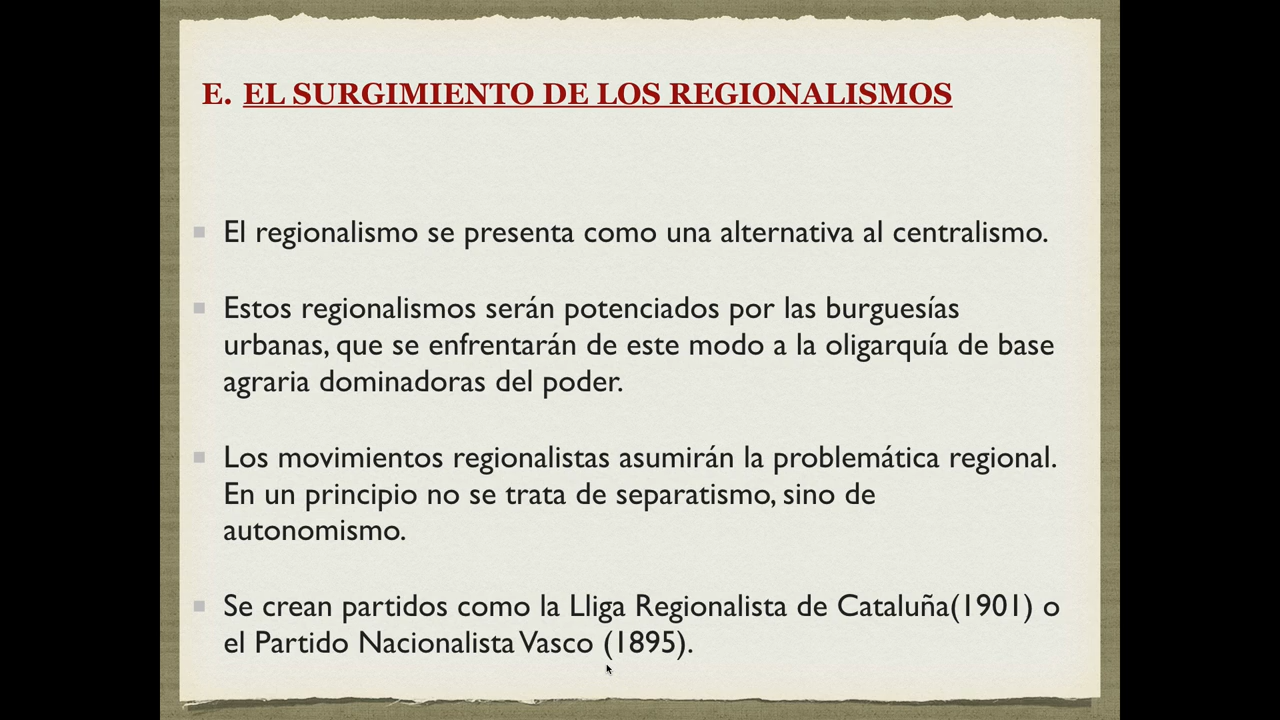 E. EL SURGIMIENTO DE LOS REGIONALISMOS
El regionalismo se presenta como una alternativa al centralismo.
Estos regionalismos serán potenciados por las burguesías
urbanas, que se enfrentarán de este modo a la oligarquía de base
agraria dominadoras del poder.
Los movimientos regionalistas asumirán la problemática regional.
En un principio no se trata de separatismo, sino de
autonomismo.
Se crean partidos como la Lliga Regionalista de Cataluña(1901) o
el Partido Nacionalista Vasco (1895).